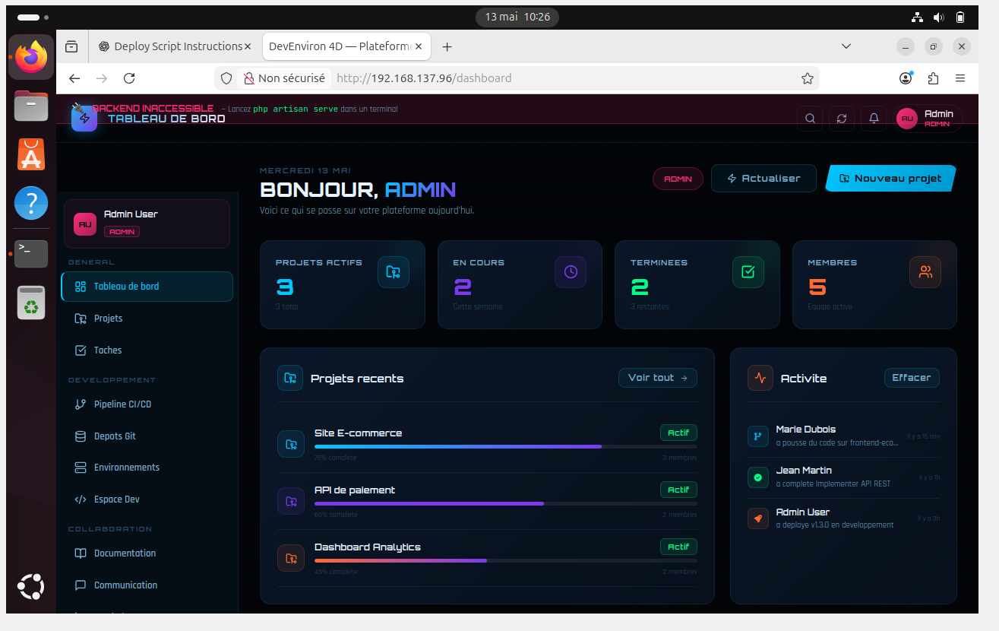 13 mai 10:26
Deploy Script Instructions
DevEnviron 4D — Plateform
Non sécurisé
http://192.168.137.96/dashboard
BACKEND INACCESSIBLE – Lancez php artisan serve dans un terminal
TABLEAU DE BORD
AU
Admin
ADMIN
AU
Admin User
ADMIN
GENERAL
Tableau de bord
Projets
Taches
DEVELOPPEMENT
Pipeline CI/CD
Depots Git
Environnements
Espace Dev
COLLABORATION
Documentation
Communication
MERCREDI 13 MAI
BONJOUR, ADMIN
Voici ce qui se passe sur votre plateforme aujourd'hui.
ADMIN
Actualiser
Nouveau projet
PROJETS ACTIFS
3
3 total
EN COURS
2
Cette semaine
TERMINEES
2
3 restantes
MEMBRES
5
Equipe active
Projets recents
Voir tout →
Site E-commerce
Actif
75% complete
3 membres
API de paiement
Actif
60% complete
2 membres
Dashboard Analytics
Actif
45% complete
2 membres
Activite
Effacer
Marie Dubois
a pousse du code sur frontend-eco...
il y a 15 min
Jean Martin
a complete Implementer API REST
il y a 1h
Admin User
a deploye v1.3.0 en developpement
il y a 3h